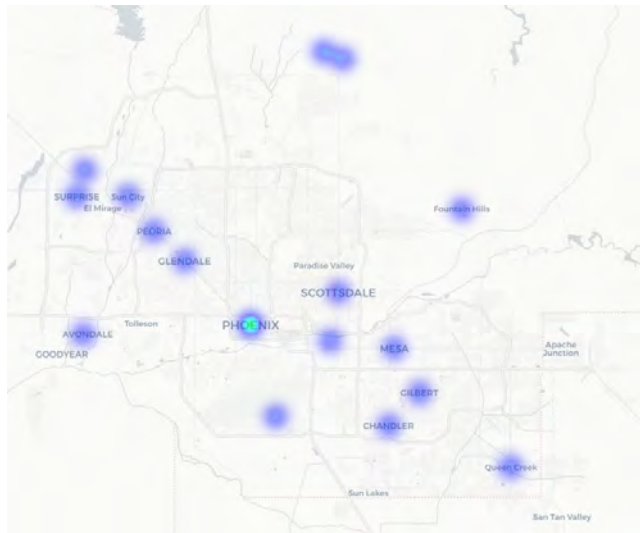 SURPRISE
Sun City
El Mirage
Fountain Hills
PEORIA
GLENDALE
Paradise Valley
SCOTTSDALE
Tolleson
PHOENIX
AVONDALE
GOODYEAR
MESA
Apache
Junction
GILBERT
CHANDLER
Queen Creek
Sun Lakes
San Tan Valley